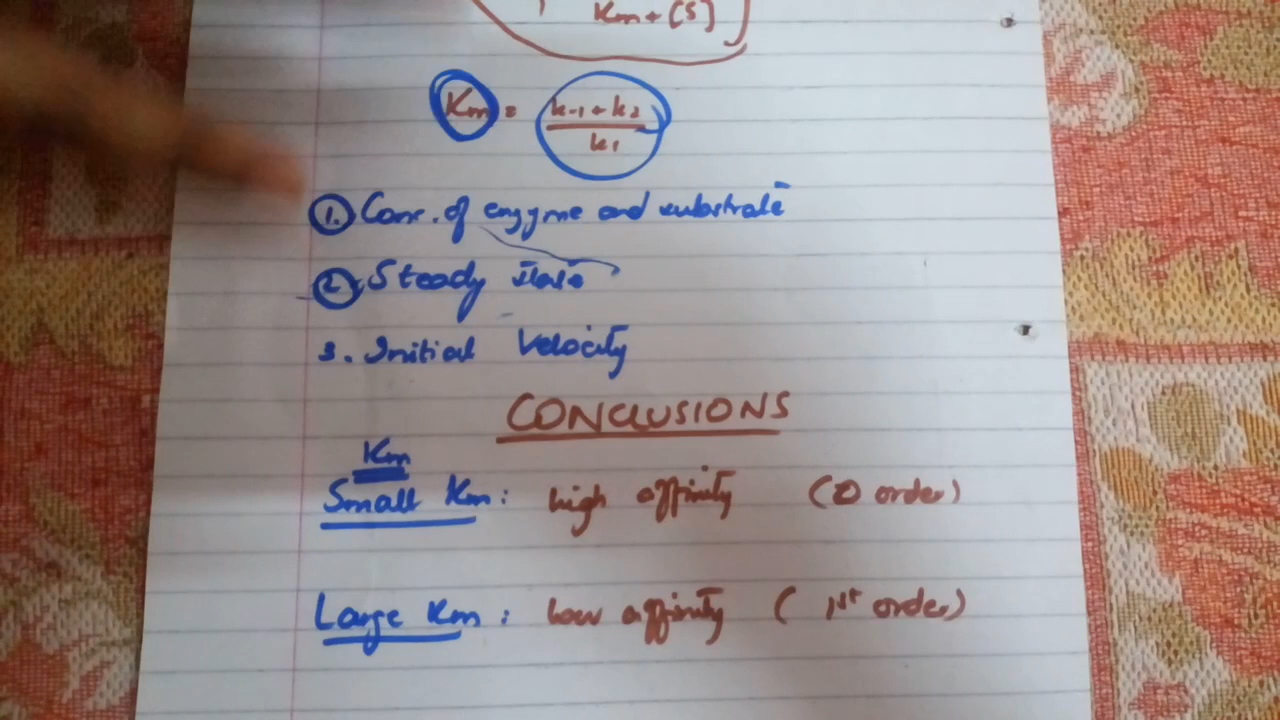 Km + [S]
Km = k-1 + k2
k1
1. Conc. of enzyme and substrate
2. Steady state
3. Initial Velocity
CONCLUSIONS
Km
Small Km : high affinity (0 order)
Large Km : low affinity (1st order)